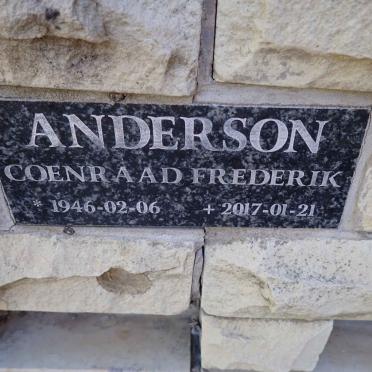 ANDERSON
COENRAAD FREDERIK
* 1946-02-06 + 2017-01-21